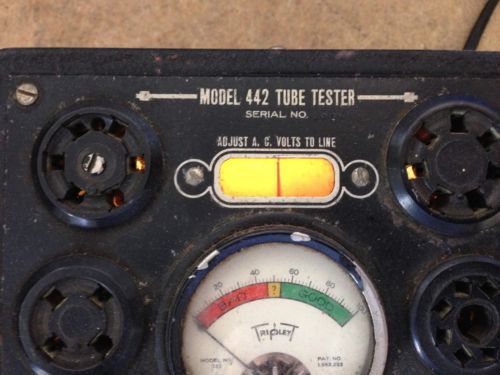 MODEL 442 TUBE TESTER
SERIAL NO.
ADJUST A. C. VOLTS TO LINE
20 40 60 80
BAD ? GOOD
TRIPLETT
MODEL NO. PAT. NO.